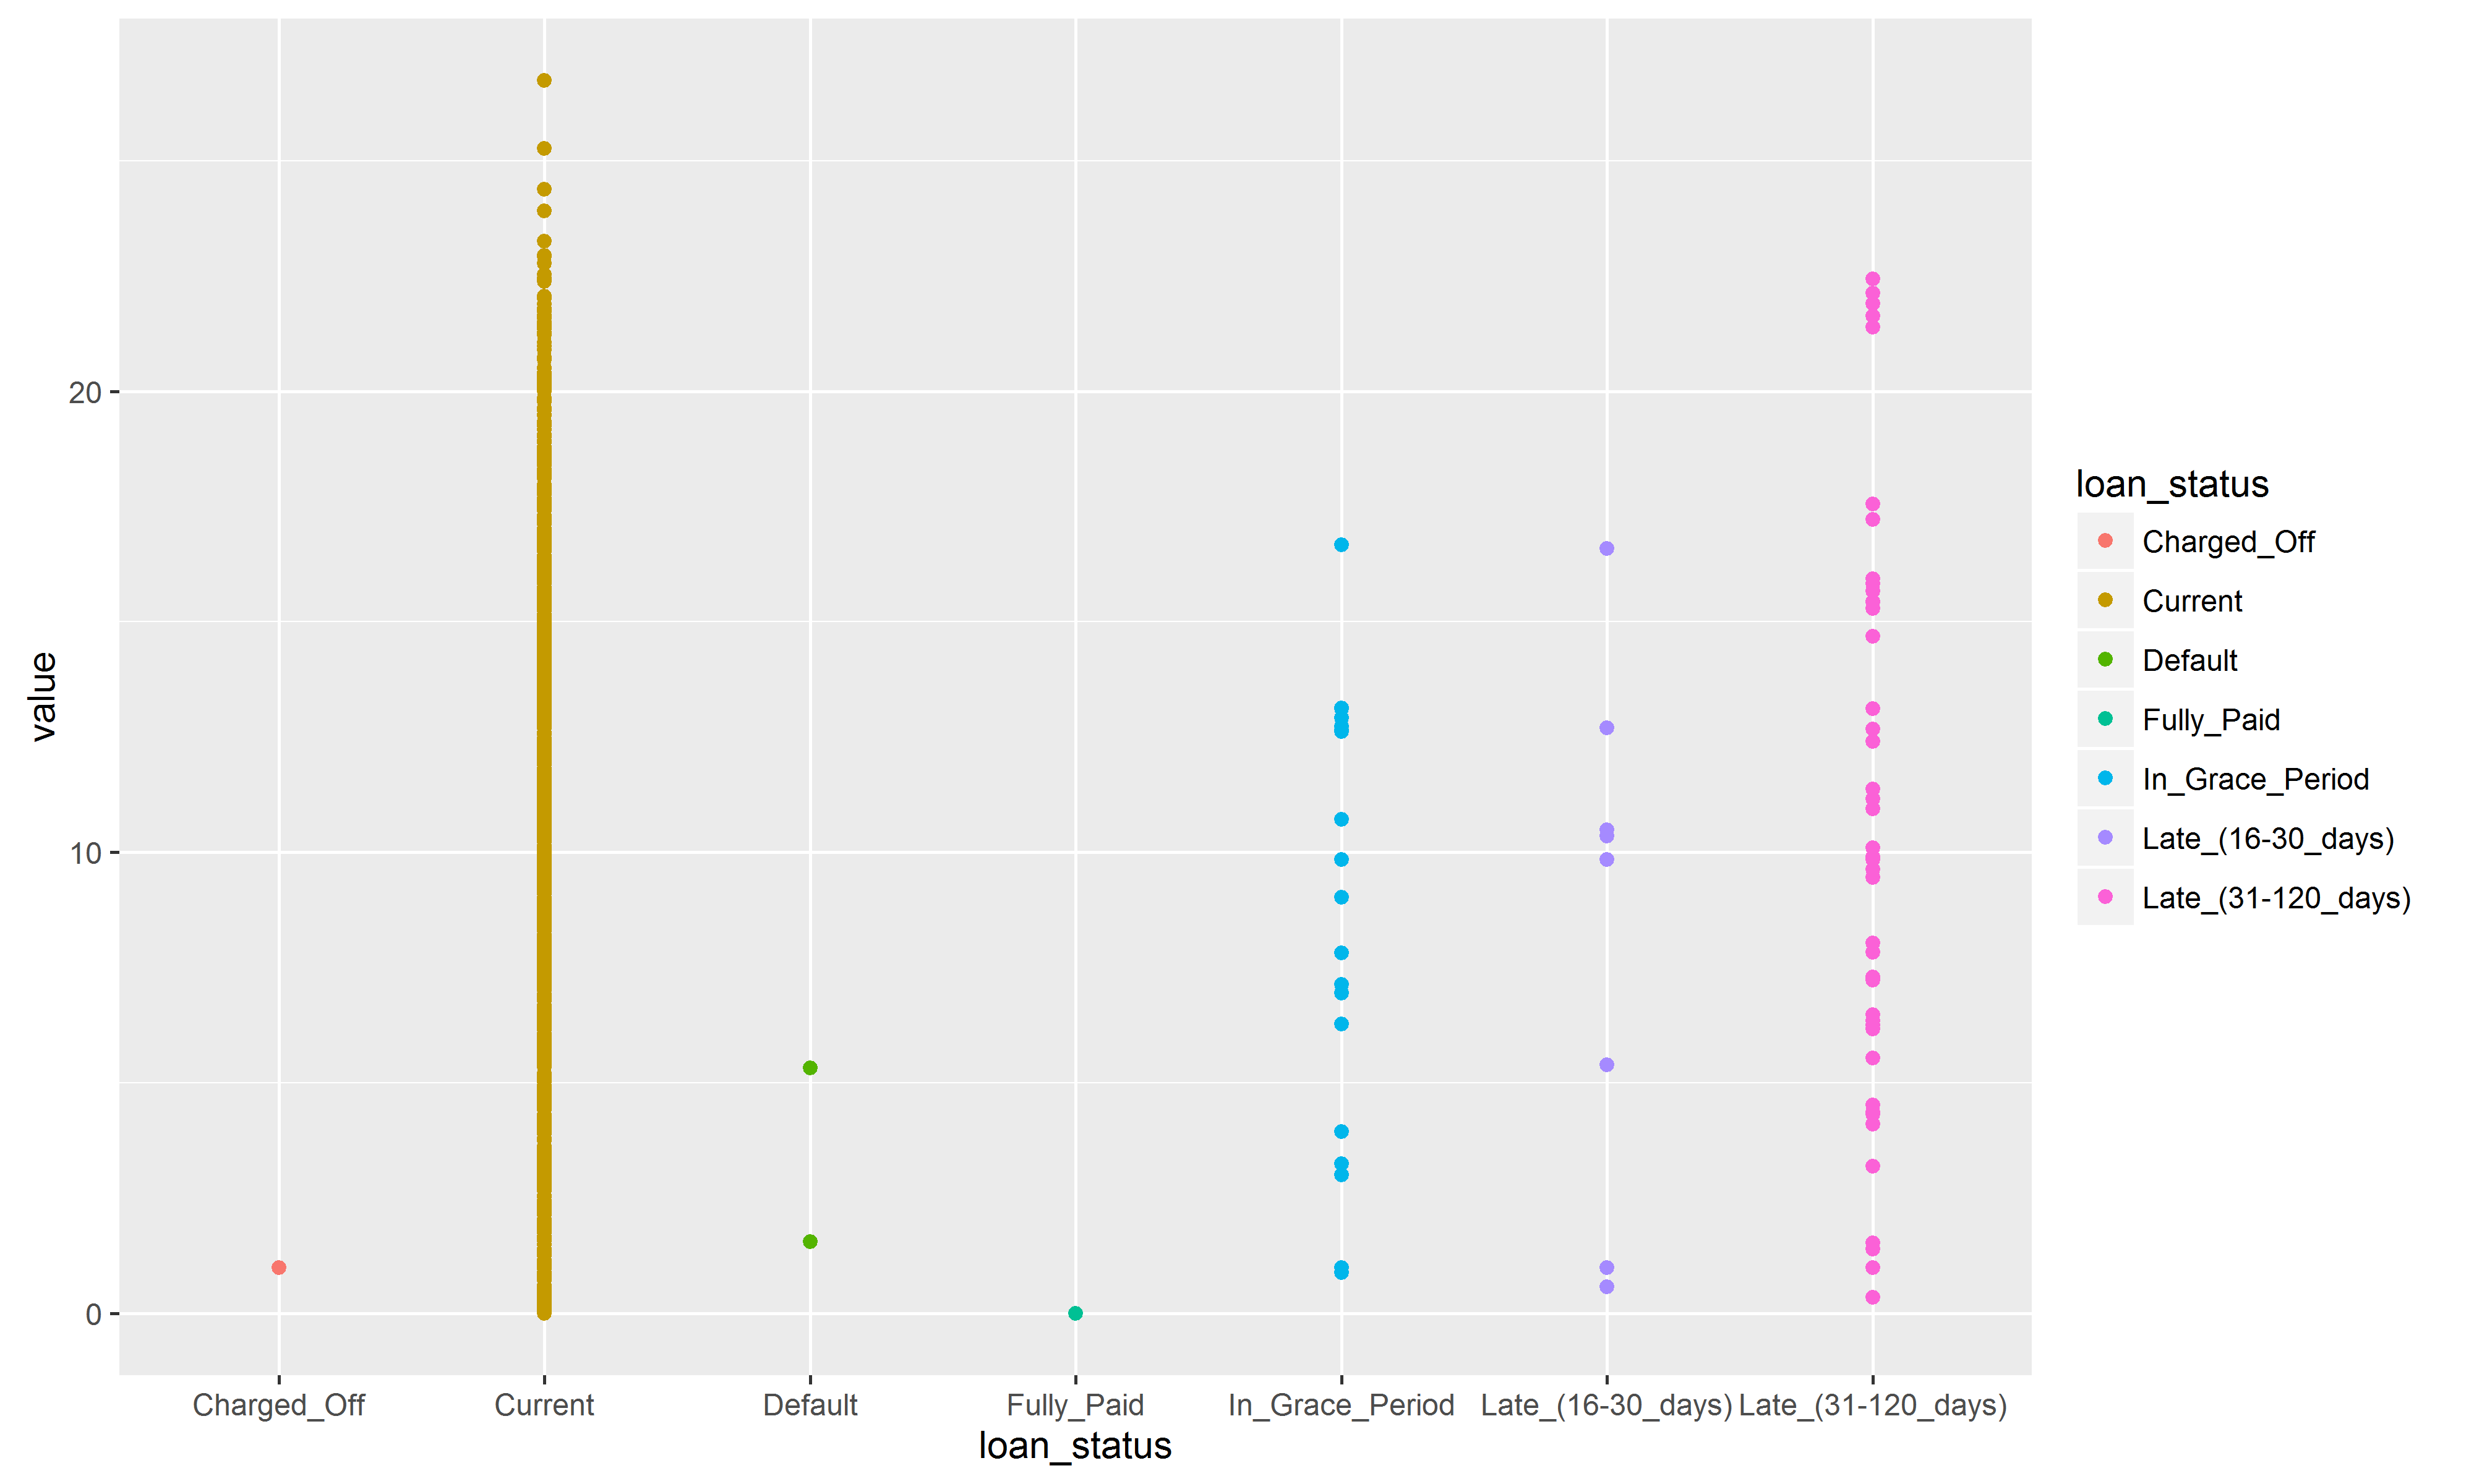 value
20
10
0
Charged_Off
Current
Default
Fully_Paid
In_Grace_Period
Late_(16-30_days)
Late_(31-120_days)
loan_status
loan_status
Charged_Off
Current
Default
Fully_Paid
In_Grace_Period
Late_(16-30_days)
Late_(31-120_days)